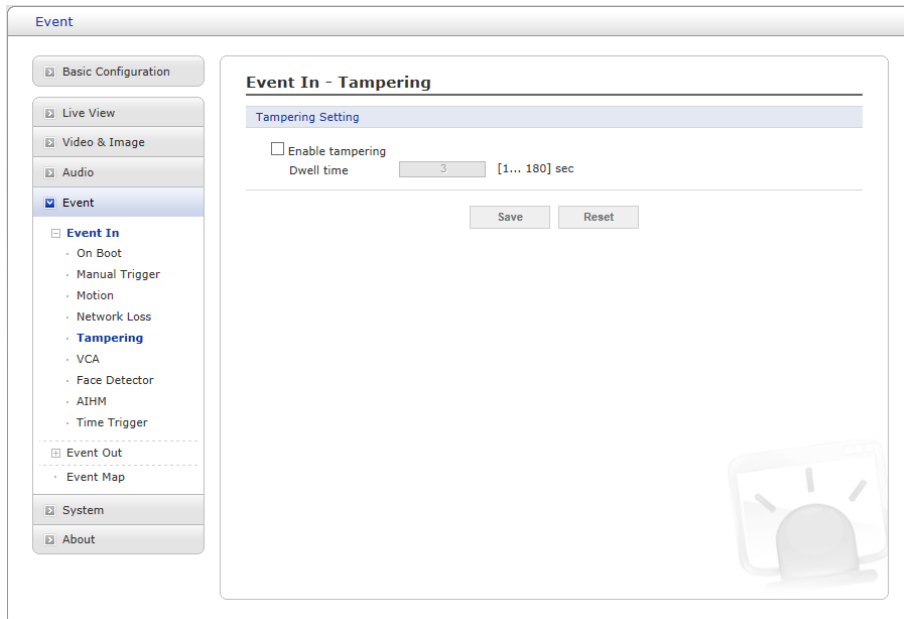 Event
Basic Configuration
Live View
Video & Image
Audio
Event
Event In
On Boot
Manual Trigger
Motion
Network Loss
Tampering
VCA
Face Detector
AIHM
Time Trigger
Event Out
Event Map
System
About
Event In - Tampering
Tampering Setting
Enable tampering
Dwell time 3 [1... 180] sec
Save Reset